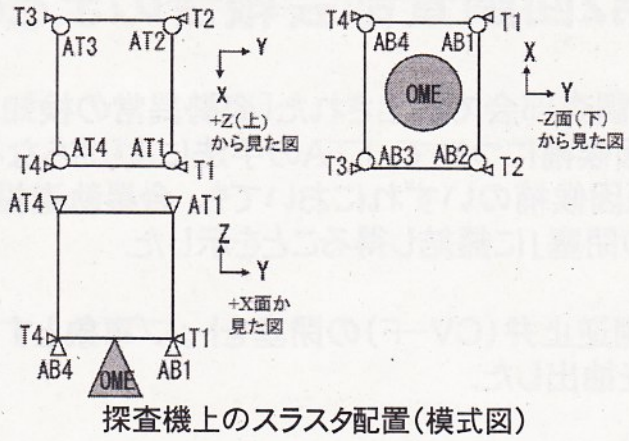 T3 T2
AT3 AT2
Y
X
+Z(上)
から見た図
AT4 AT1
T4 T1
T4 T1
AB4 AB1
OME
X
Y
-Z面(下)
から見た図
AB3 AB2
T3 T2
AT4 AT1
Z
Y
+X面か
見た図
T4 T1
AB4 OME AB1
探査機上のスラスタ配置(模式図)